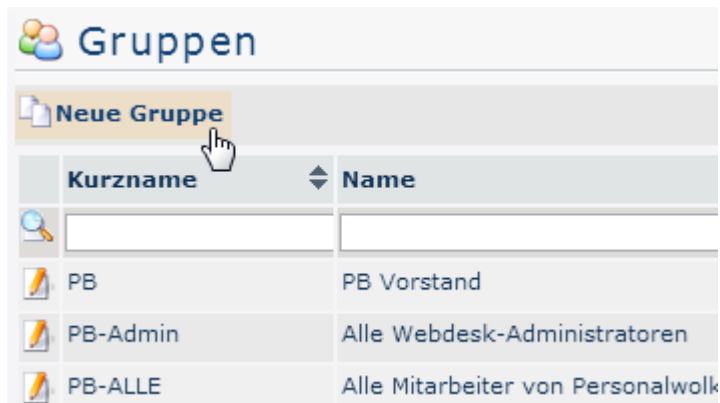 Gruppen
Neue Gruppe
Kurzname Name
PB PB Vorstand
PB-Admin Alle Webdesk-Administratoren
PB-ALLE Alle Mitarbeiter von Personalwolk